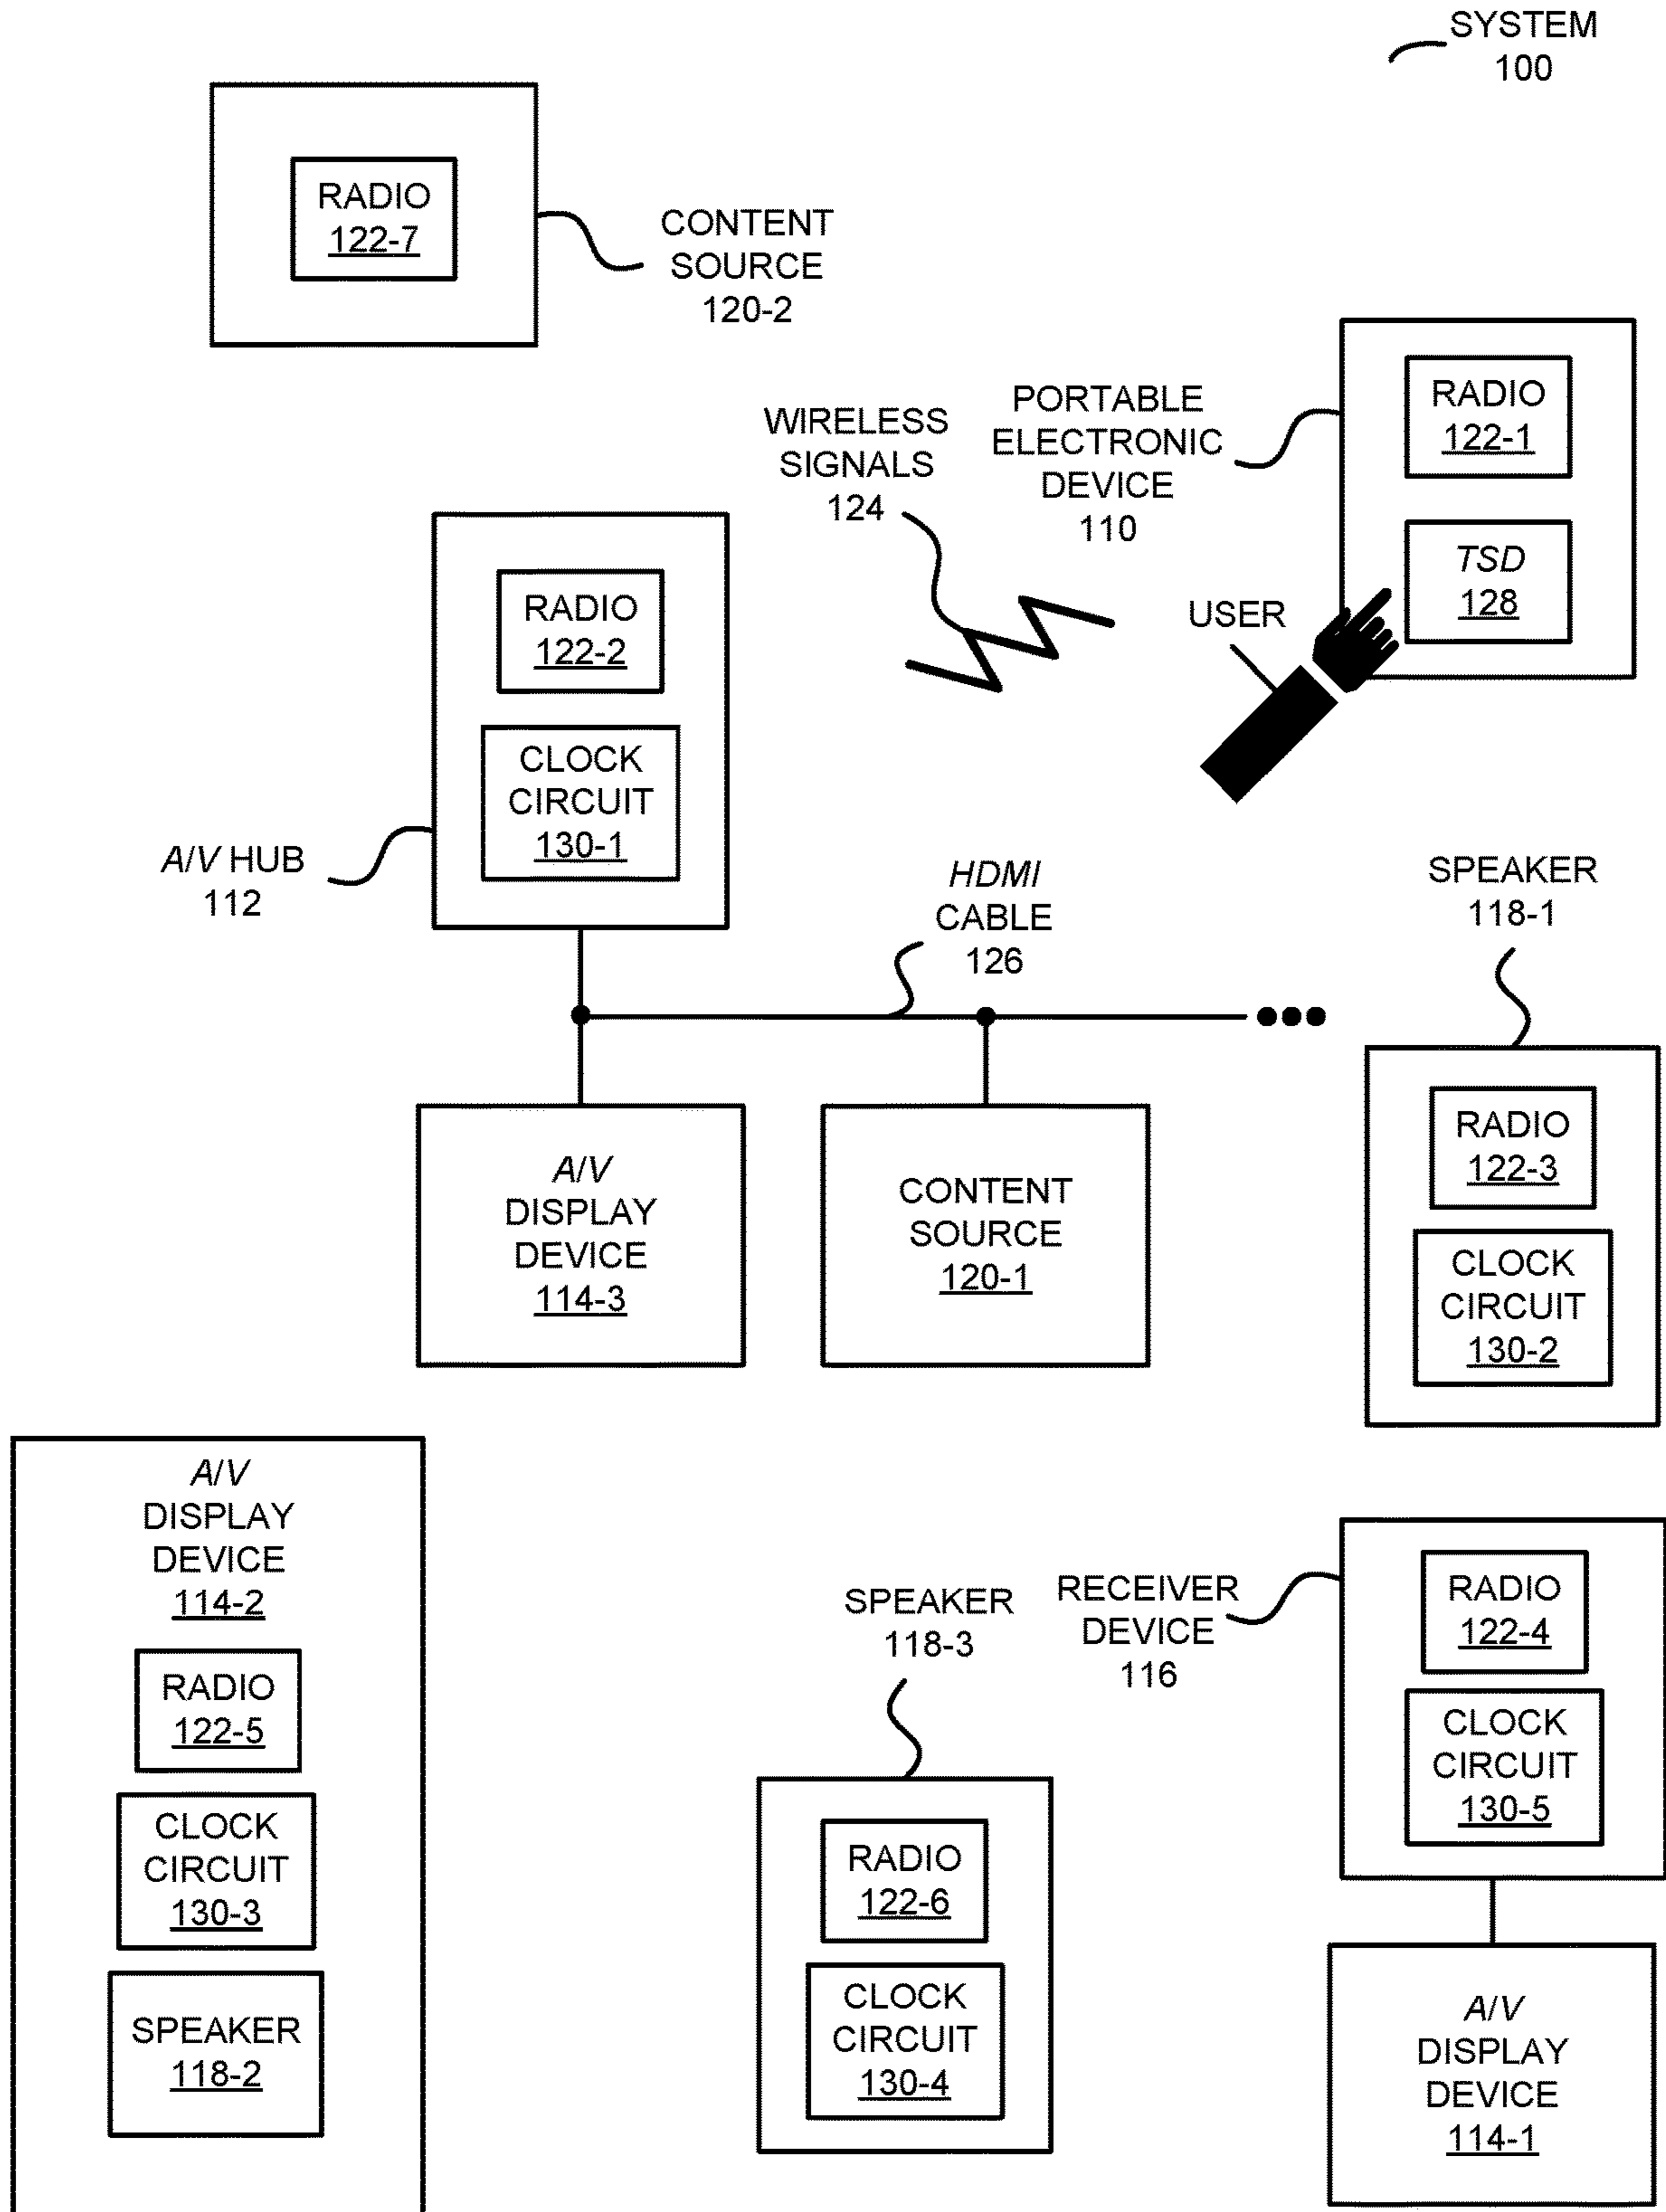 SYSTEM
100
RADIO
122-7
CONTENT
SOURCE
120-2
PORTABLE
ELECTRONIC
DEVICE
110
RADIO
122-1
TSD
128
USER
WIRELESS
SIGNALS
124
RADIO
122-2
CLOCK
CIRCUIT
130-1
A/V HUB
112
HDMI
CABLE
126
SPEAKER
118-1
RADIO
122-3
CLOCK
CIRCUIT
130-2
A/V
DISPLAY
DEVICE
114-3
CONTENT
SOURCE
120-1
A/V
DISPLAY
DEVICE
114-2
RADIO
122-5
CLOCK
CIRCUIT
130-3
SPEAKER
118-2
SPEAKER
118-3
RADIO
122-6
CLOCK
CIRCUIT
130-4
RECEIVER
DEVICE
116
RADIO
122-4
CLOCK
CIRCUIT
130-5
A/V
DISPLAY
DEVICE
114-1